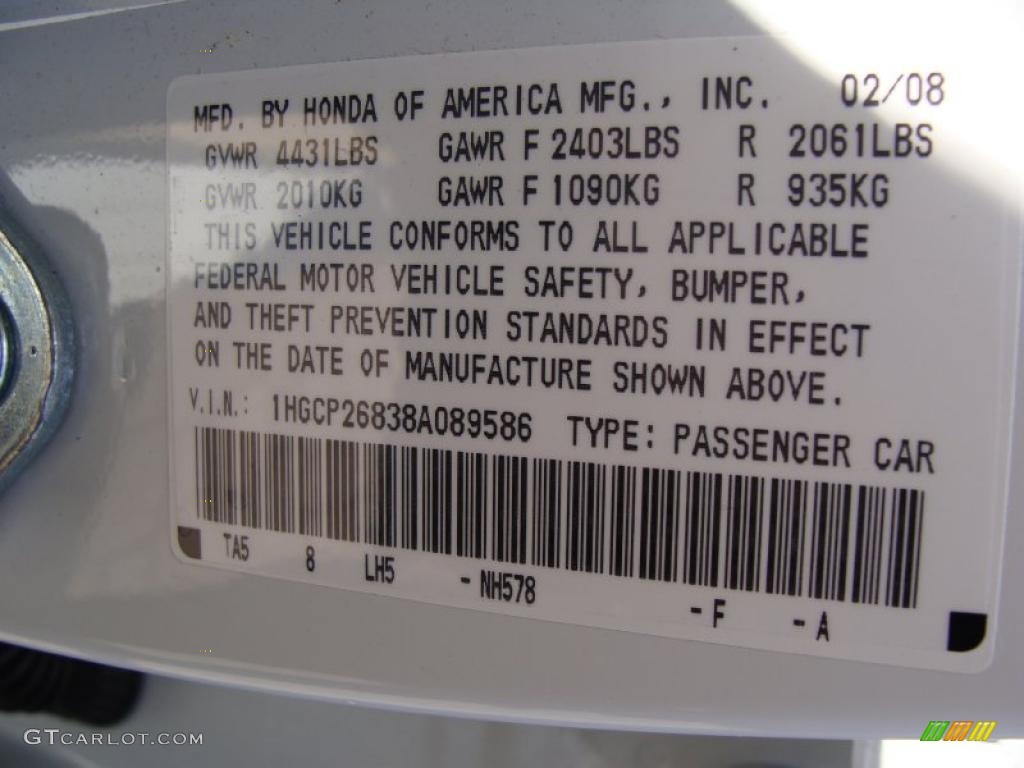 MFD. BY HONDA OF AMERICA MFG., INC. 02/08
GVWR 4431LBS GAWR F 2403LBS R 2061LBS
GVWR 2010KG GAWR F 1090KG R 935KG
THIS VEHICLE CONFORMS TO ALL APPLICABLE
FEDERAL MOTOR VEHICLE SAFETY, BUMPER,
AND THEFT PREVENTION STANDARDS IN EFFECT
ON THE DATE OF MANUFACTURE SHOWN ABOVE.
V.I.N.: 1HGCP26838A089586 TYPE: PASSENGER CAR
TA5 8 LH5 - NH578 - F - A
GTCARLOT.COM